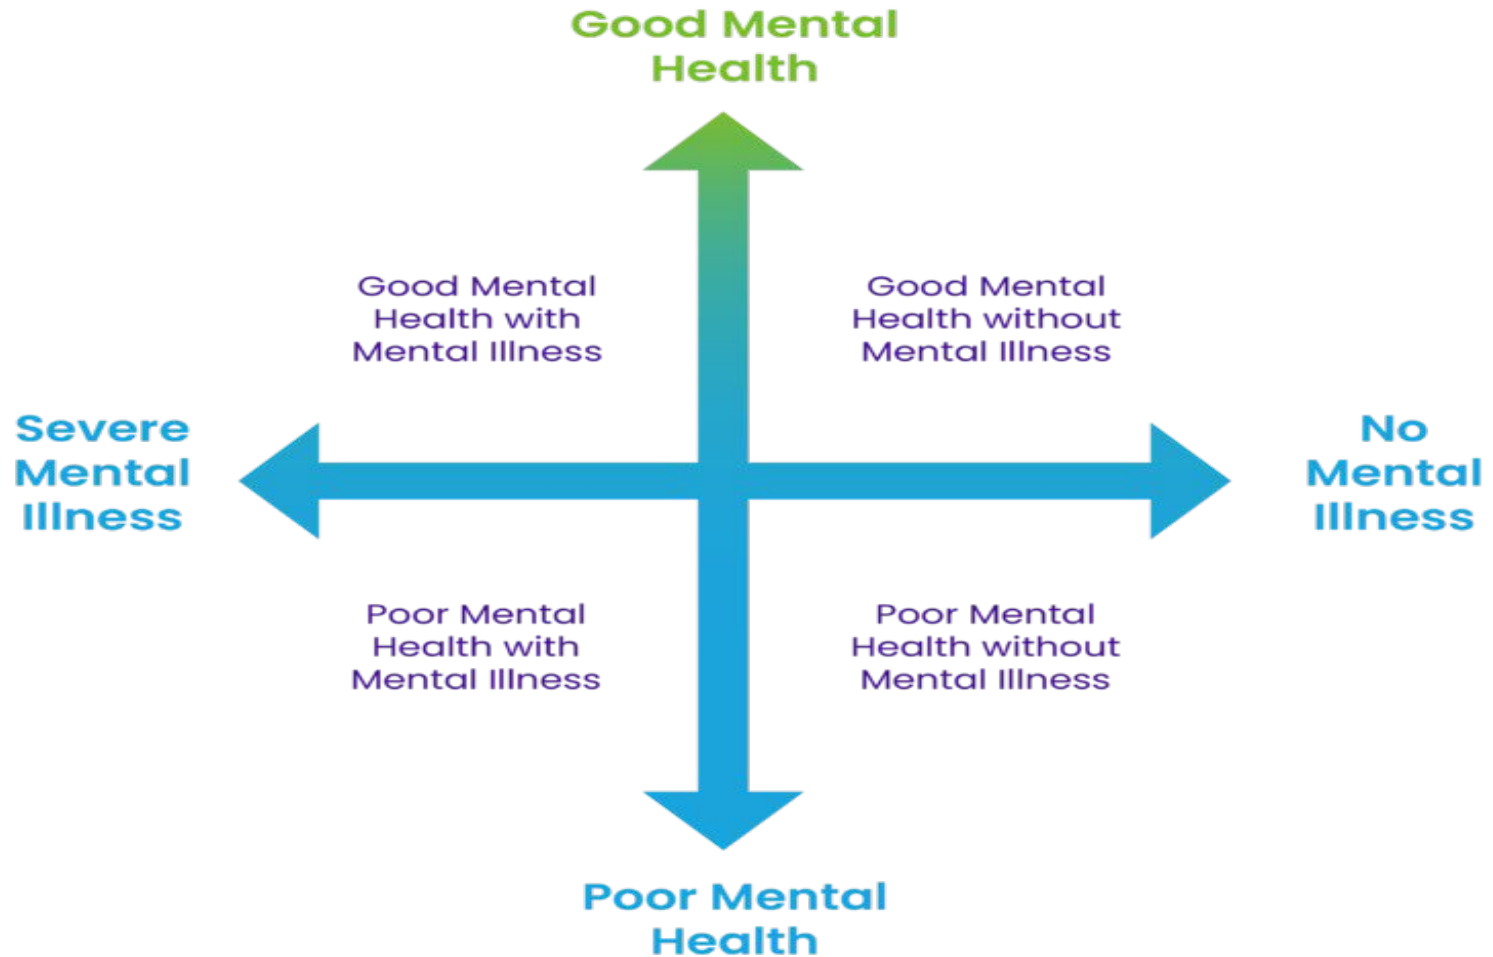 Good Mental
Health
Good Mental
Health with
Mental Illness
Good Mental
Health without
Mental Illness
Severe
Mental
Illness
No
Mental
Illness
Poor Mental
Health with
Mental Illness
Poor Mental
Health without
Mental Illness
Poor Mental
Health